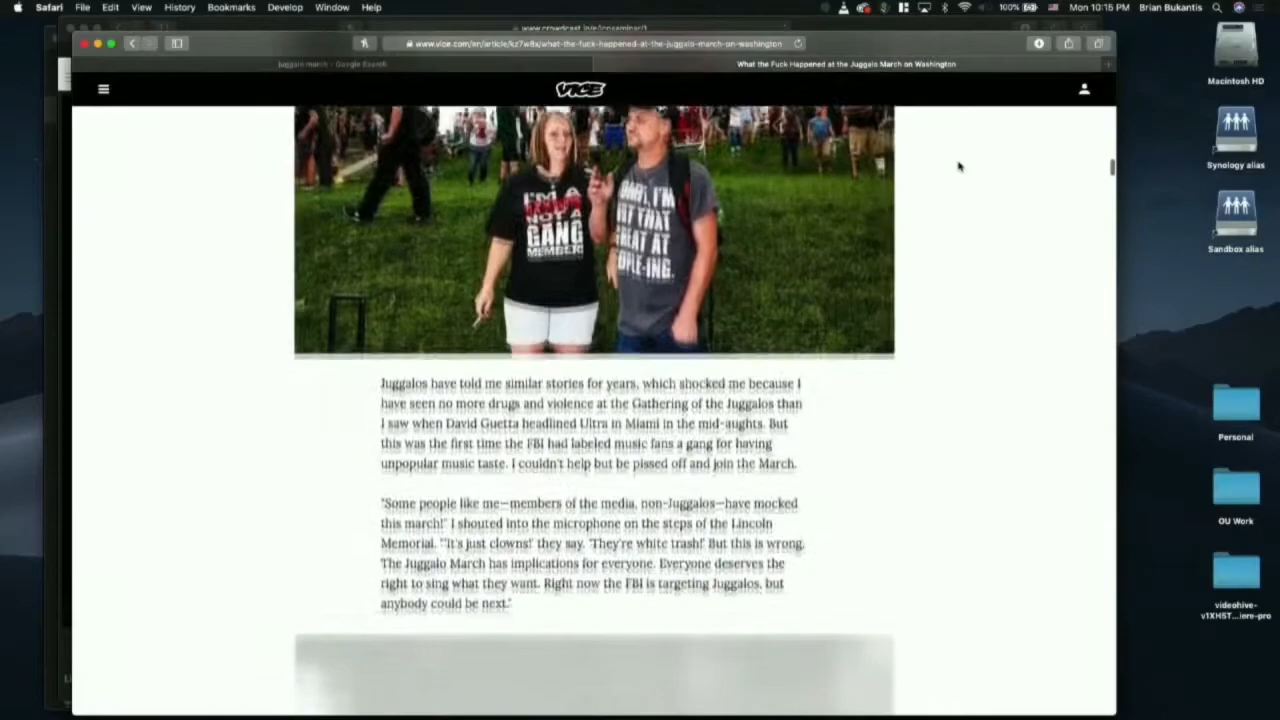 Safari File Edit View History Bookmarks Develop Window Help
100% Mon 10:15 PM Brian Bukantis
www.crowdcast.io
www.vice.com/en/article/kz7w8x/what-the-fuck-happened-at-the-juggalo-march-on-washington
juggalo march - Google Search
What the Fuck Happened at the Juggalo March on Washington
VICE
I'M A
NOT A
GANG
MEMBER
I'M
THAT
GREAT AT
Juggalos have told me similar stories for years, which shocked me because I
have seen no more drugs and violence at the Gathering of the Juggalos than
I saw when David Guetta headlined Ultra in Miami in the mid-aughts. But
this was the first time the FBI had labeled music fans a gang for having
unpopular music taste. I couldn't help but be pissed off and join the March.
"Some people like me—members of the media, non-Juggalos—have mocked
this march!" I shouted into the microphone on the steps of the Lincoln
Memorial. "'It's just clowns!' they say. 'They're white trash!' But this is wrong.
The Juggalo March has implications for everyone. Everyone deserves the
right to sing what they want. Right now the FBI is targeting Juggalos, but
anybody could be next."
Macintosh HD
Synology alias
Sandbox alias
Personal
OU Work
videohive-
v1XH5T...iere-pro